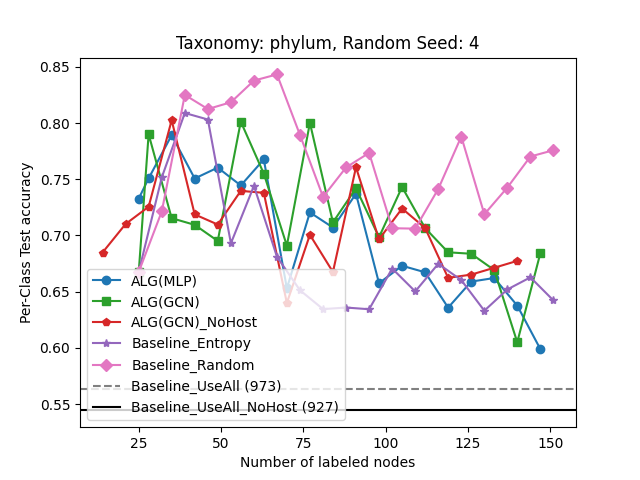 Taxonomy: phylum, Random Seed: 4
Per-Class Test accuracy
0.85
0.80
0.75
0.70
0.65
0.60
0.55
ALG(MLP)
ALG(GCN)
ALG(GCN)_NoHost
Baseline_Entropy
Baseline_Random
Baseline_UseAll (973)
Baseline_UseAll_NoHost (927)
25
50
75
100
125
150
Number of labeled nodes